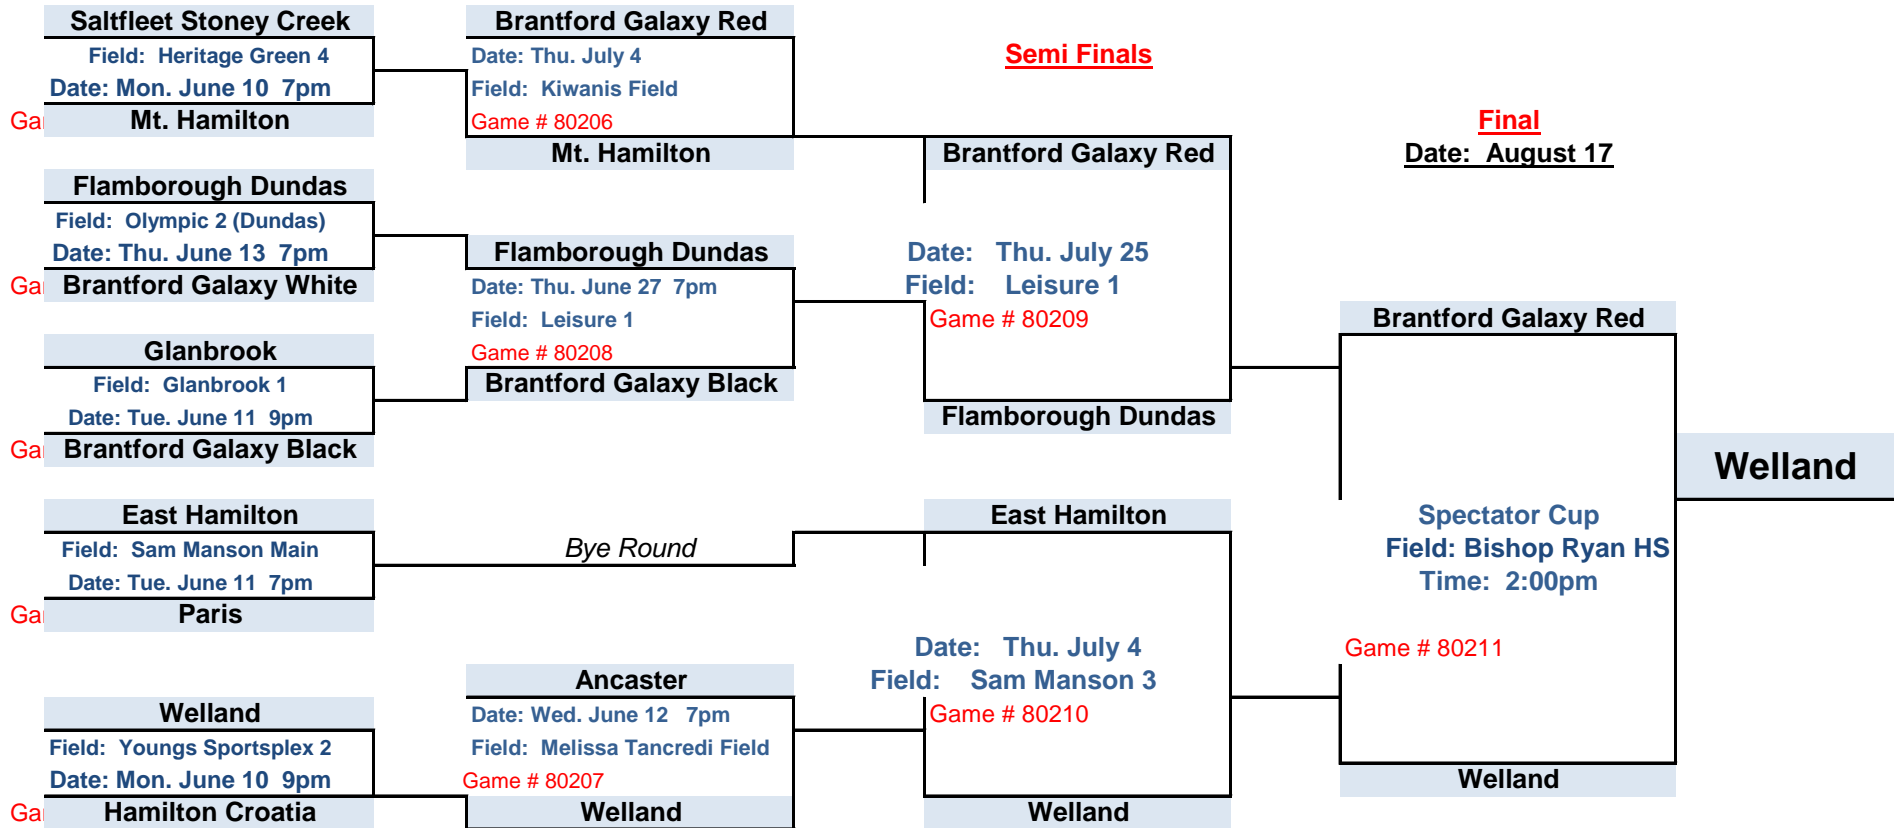 Saltfleet Stoney Creek
Field: Heritage Green 4
Date: Mon. June 10 7pm
Ga
Mt. Hamilton
Flamborough Dundas
Field: Olympic 2 (Dundas)
Date: Thu. June 13 7pm
Ga
Brantford Galaxy White
Glanbrook
Field: Glanbrook 1
Date: Tue. June 11 9pm
Ga
Brantford Galaxy Black
East Hamilton
Field: Sam Manson Main
Date: Tue. June 11 7pm
Ga
Paris
Welland
Field: Youngs Sportsplex 2
Date: Mon. June 10 9pm
Ga
Hamilton Croatia
Brantford Galaxy Red
Date: Thu. July 4
Field: Kiwanis Field
Game # 80206
Mt. Hamilton
Flamborough Dundas
Date: Thu. June 27 7pm
Field: Leisure 1
Game # 80208
Brantford Galaxy Black
Bye Round
Ancaster
Date: Wed. June 12 7pm
Field: Melissa Tancredi Field
Game # 80207
Welland
Semi Finals
Brantford Galaxy Red
Date: Thu. July 25
Field: Leisure 1
Game # 80209
Flamborough Dundas
East Hamilton
Date: Thu. July 4
Field: Sam Manson 3
Game # 80210
Welland
Final
Date: August 17
Brantford Galaxy Red
Spectator Cup
Field: Bishop Ryan HS
Time: 2:00pm
Game # 80211
Welland
Welland